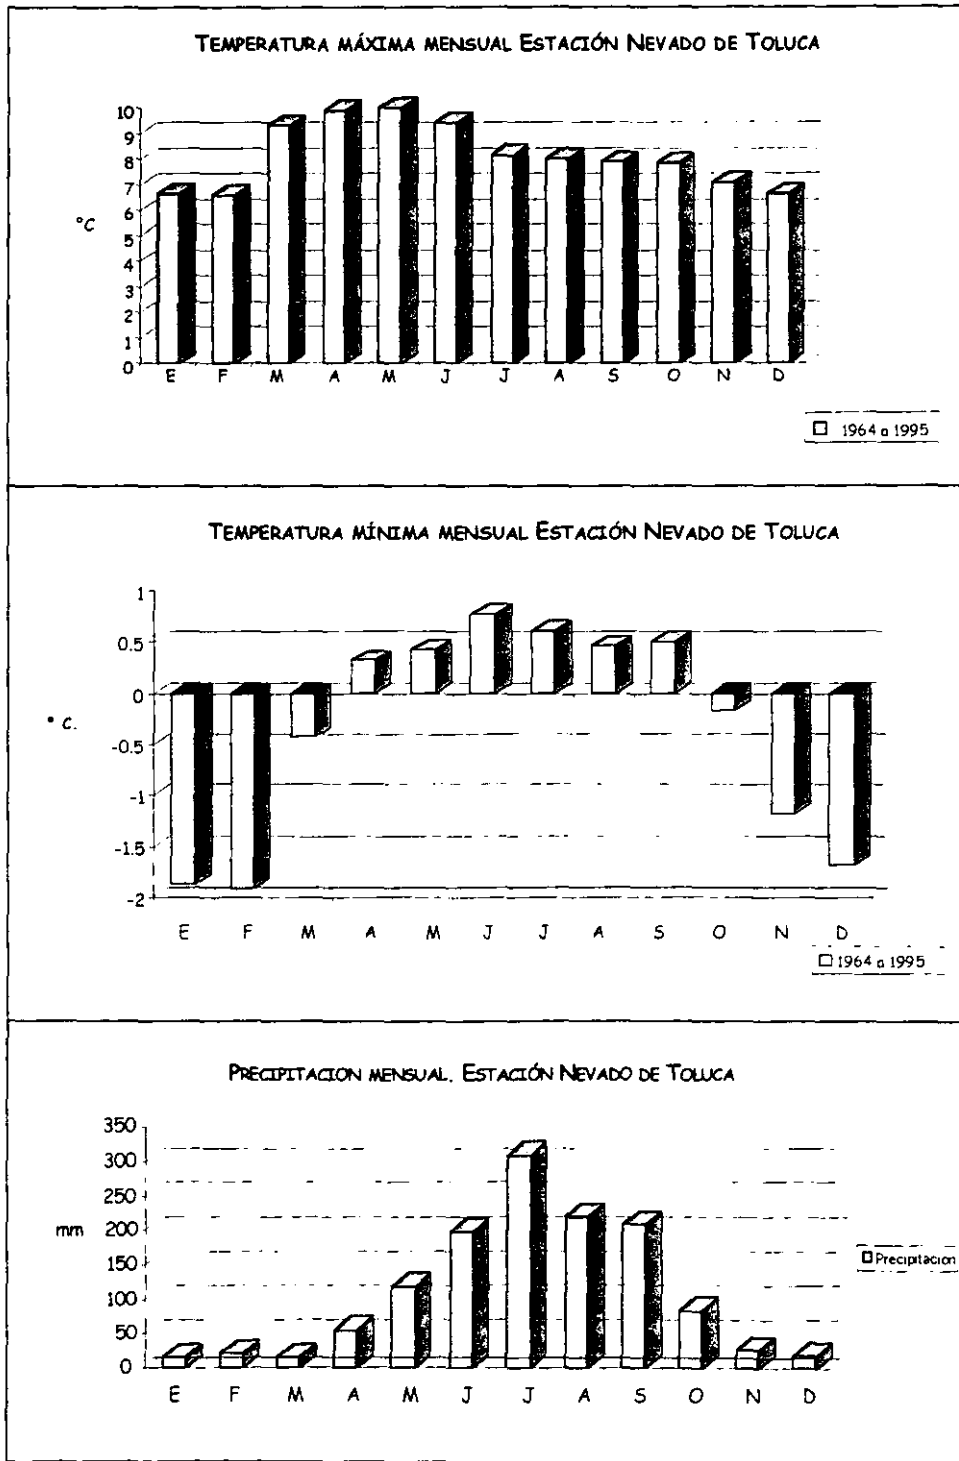 TEMPERATURA MÁXIMA MENSUAL ESTACIÓN NEVADO DE TOLUCA
10
9
8
7
6
5
4
3
2
1
0
°C
E F M A M J J A S O N D
1964 a 1995
TEMPERATURA MÍNIMA MENSUAL ESTACIÓN NEVADO DE TOLUCA
1
0.5
0
-0.5
-1
-1.5
-2
° C.
E F M A M J J A S O N D
1964 a 1995
PRECIPITACION MENSUAL. ESTACIÓN NEVADO DE TOLUCA
350
300
250
200
150
100
50
0
mm
E F M A M J J A S O N D
Precipitacion